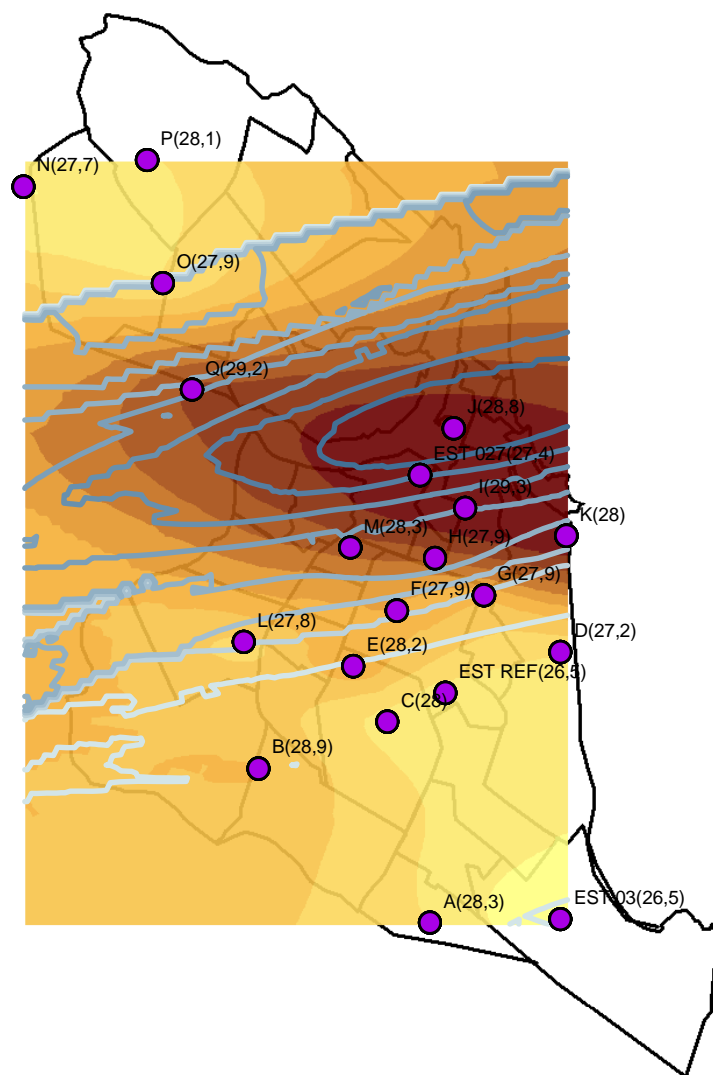 P(28,1)
N(27,7)
O(27,9)
Q(29,2)
J(28,8)
EST 027(27,4)
I(29,3)
K(28)
M(28,3)
H(27,9)
G(27,9)
F(27,9)
L(27,8)
D(27,2)
E(28,2)
EST REF(26,5)
C(28)
B(28,9)
A(28,3)
EST 03(26,5)